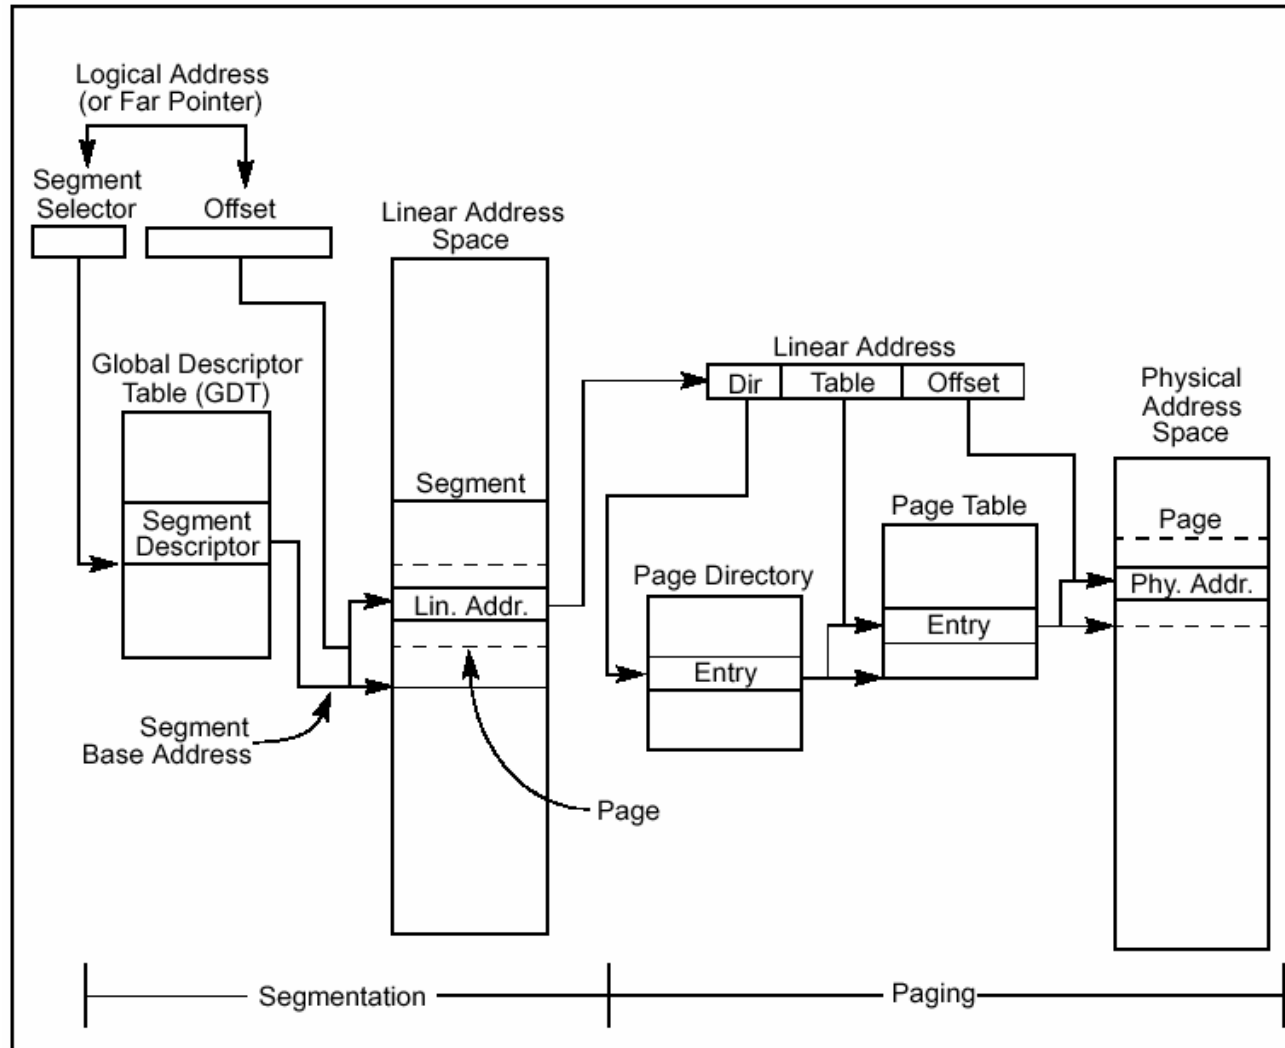 Logical Address
(or Far Pointer)
Segment
Selector
Offset
Linear Address
Space
Global Descriptor
Table (GDT)
Segment
Descriptor
Segment
Lin. Addr.
Segment
Base Address
Page
Linear Address
Dir
Table
Offset
Page Directory
Entry
Page Table
Entry
Physical
Address
Space
Page
Phy. Addr.
Segmentation
Paging